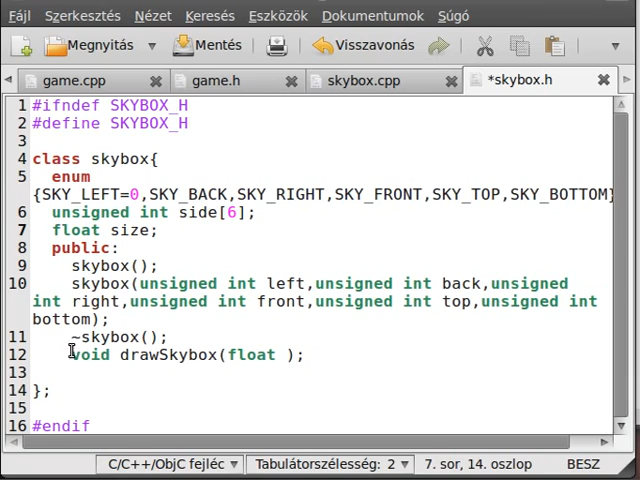 Fájl Szerkesztés Nézet Keresés Eszközök Dokumentumok Súgó
Megnyitás Mentés Visszavonás
game.cpp game.h skybox.cpp *skybox.h
1 #ifndef SKYBOX_H
2 #define SKYBOX_H
3
4 class skybox{
5 enum
{SKY_LEFT=0,SKY_BACK,SKY_RIGHT,SKY_FRONT,SKY_TOP,SKY_BOTTOM}
6 unsigned int side[6];
7 float size;
8 public:
9 skybox();
10 skybox(unsigned int left,unsigned int back,unsigned
int right,unsigned int front,unsigned int top,unsigned int
bottom);
11 ~skybox();
12 void drawSkybox(float );
13
14 };
15
16 #endif
C/C++/ObjC fejléc Tabulátorszélesség: 2 7. sor, 14. oszlop BESZ